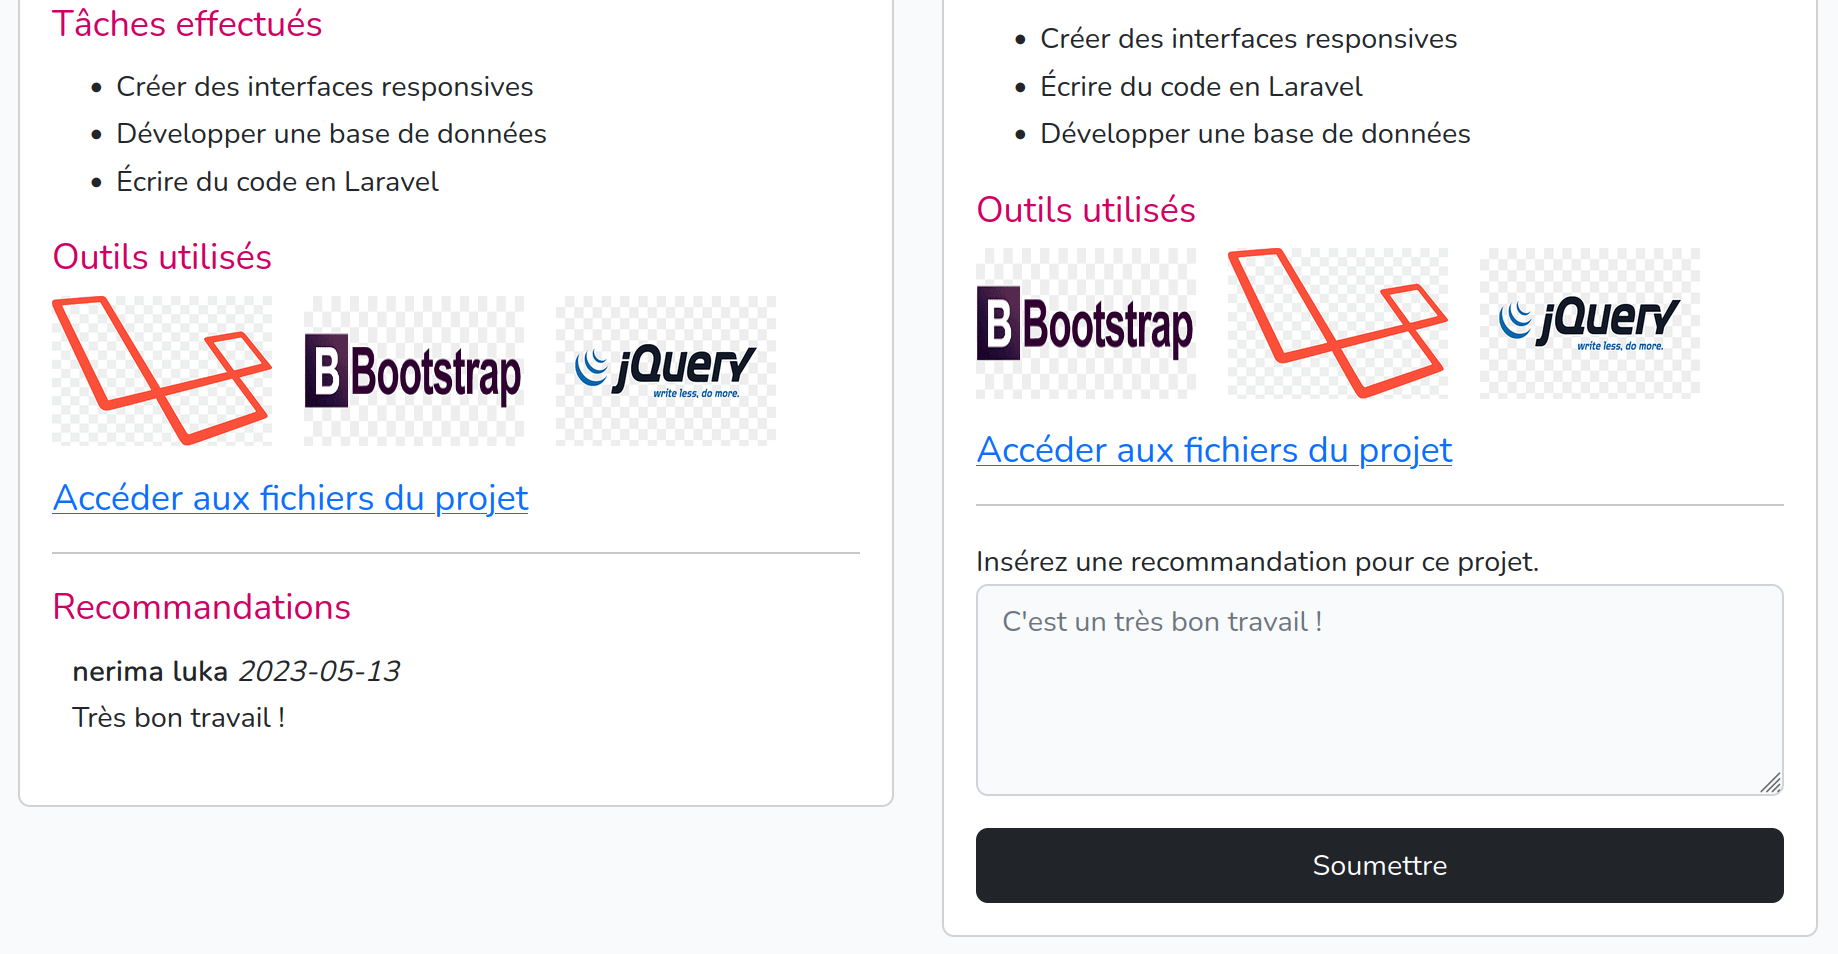 Tâches effectués
Créer des interfaces responsives
Développer une base de données
Écrire du code en Laravel
Outils utilisés
B Bootstrap
jQuery
write less, do more.
Accéder aux fichiers du projet
Recommandations
nerima luka 2023-05-13
Très bon travail !
Créer des interfaces responsives
Écrire du code en Laravel
Développer une base de données
Outils utilisés
B Bootstrap
jQuery
write less, do more.
Accéder aux fichiers du projet
Insérez une recommandation pour ce projet.
C'est un très bon travail !
Soumettre